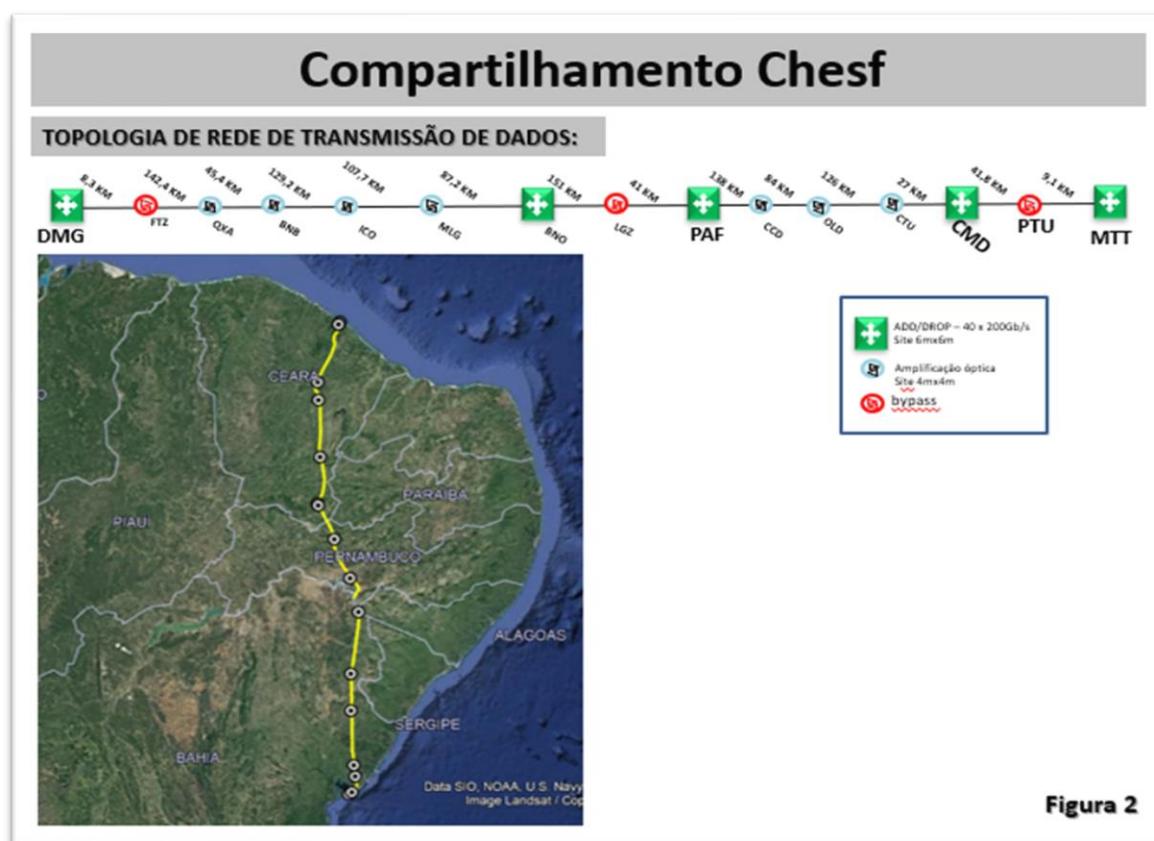 Compartilhamento Chesf
TOPOLOGIA DE REDE DE TRANSMISSÃO DE DADOS:
8,3 KM
142,4 KM
45,4 KM
129,2 KM
107,7 KM
87,2 KM
151 KM
41 KM
138 KM
84 KM
126 KM
27 KM
41,8 KM
9,1 KM
DMG
FTZ
QXA
BNB
ICO
MLG
BNO
LGZ
PAF
CCD
OLD
CTU
CMD
PTU
MTT
ADD/DROP – 40 x 200Gb/s
Site 6mx6m
Amplificação óptica
Site 4mx4m
bypass
CEARÁ
PARAIBA
PIAUÍ
PERNAMBUCO
ALAGOAS
SERGIPE
BAHIA
Data SIO, NOAA, U.S. Navy
Image Landsat / Cop
Figura 2